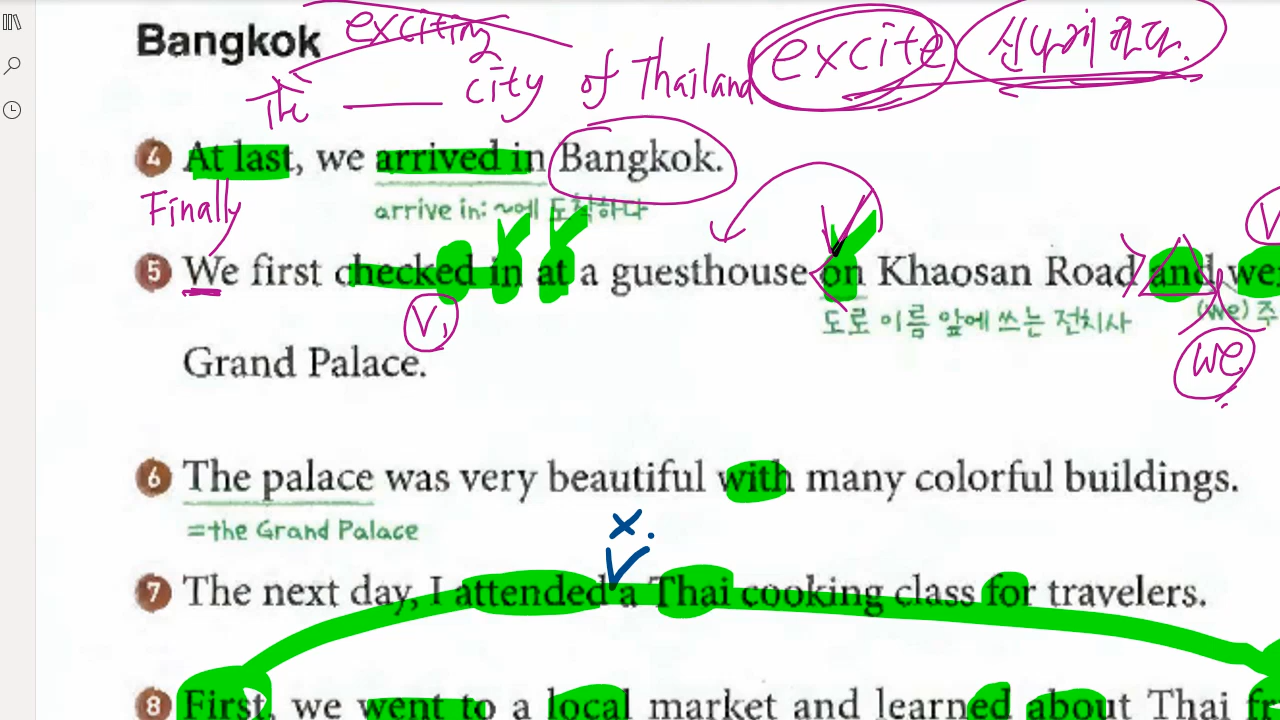 Bangkok
exciting
The ____ city of Thailand excite 신나게 한다.
4 At last, we arrived in Bangkok.
Finally
arrive in: ~에 도착하다
V
5 We first checked in at a guesthouse on Khaosan Road and we
V1
도로 이름 앞에 쓰는 전치사
(we) 주
we
Grand Palace.
6 The palace was very beautiful with many colorful buildings.
=the Grand Palace
x.
7 The next day, I attended a Thai cooking class for travelers.
8 First, we went to a local market and learned about Thai